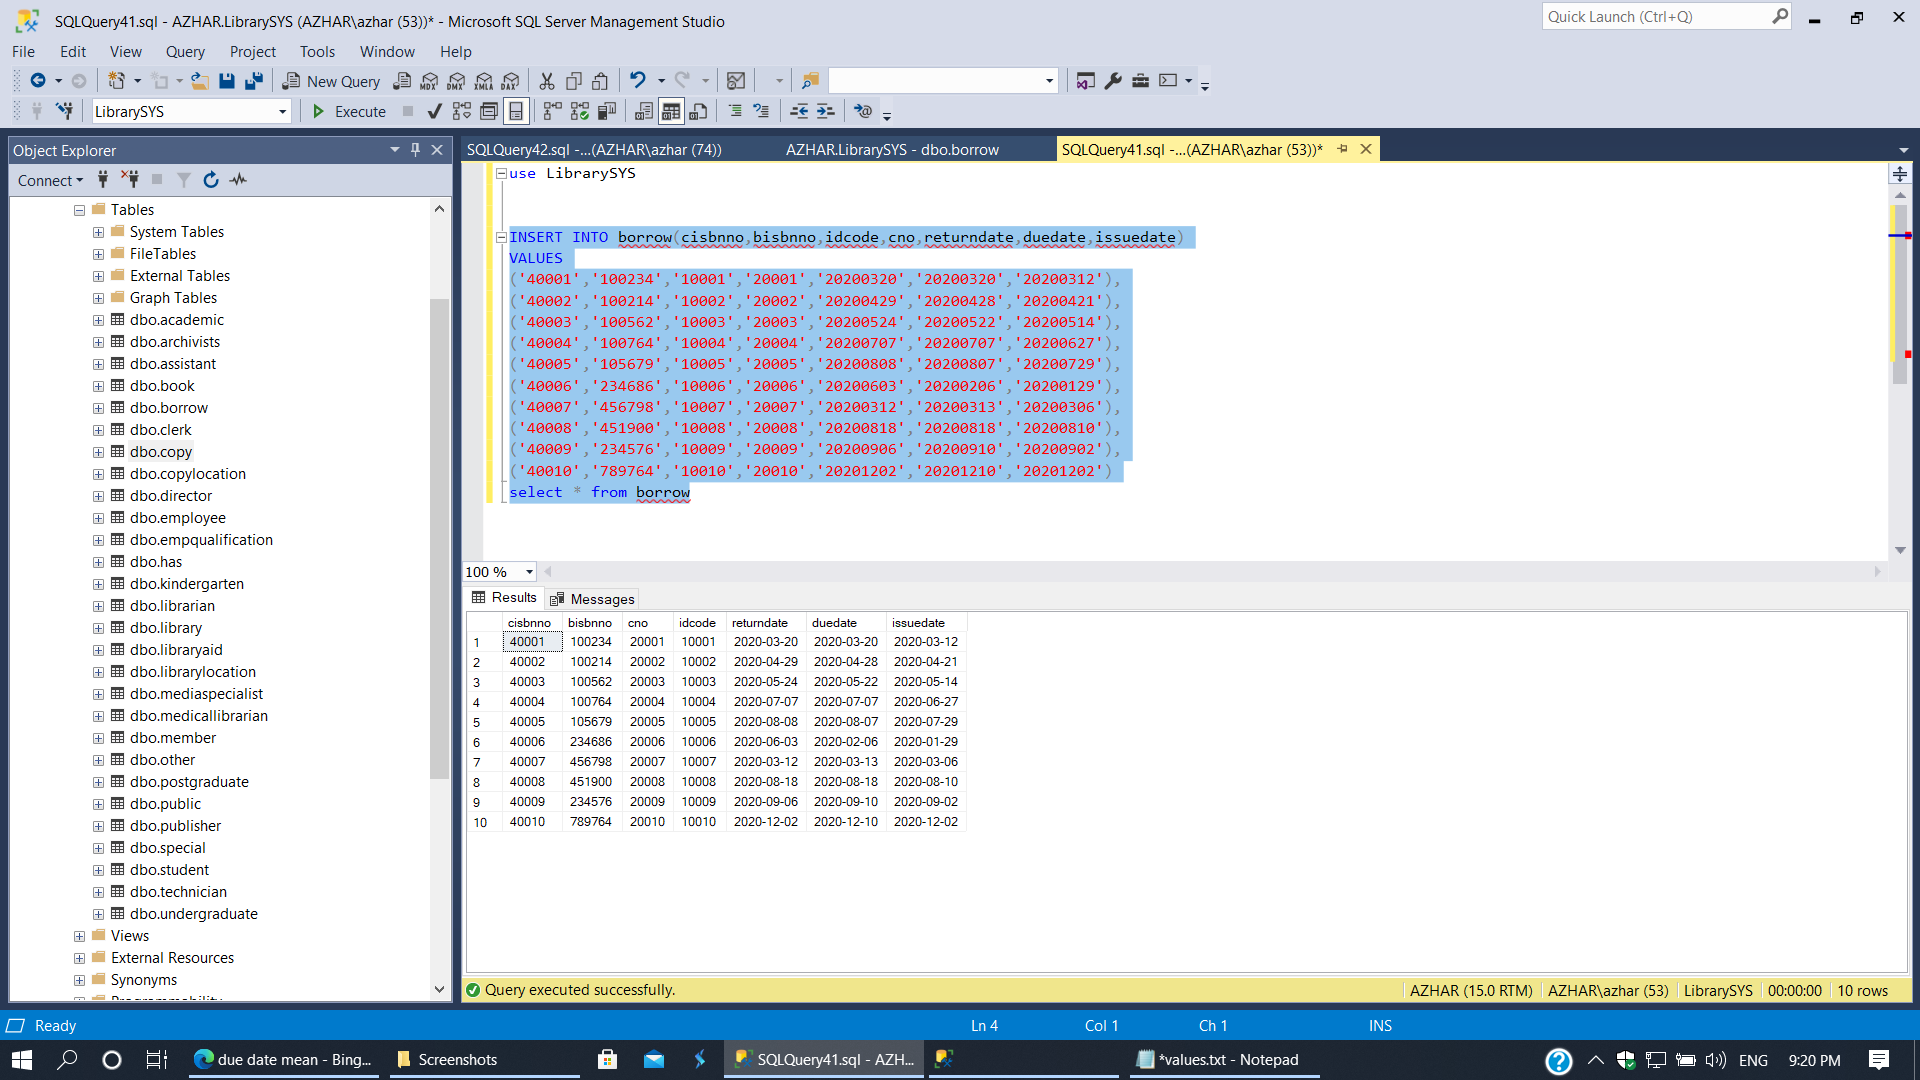 SQLQuery41.sql - AZHAR.LibrarySYS (AZHAR\azhar (53))* - Microsoft SQL Server Management Studio
Quick Launch (Ctrl+Q)
File Edit View Query Project Tools Window Help
New Query MDX DMX XMLA DAX
LibrarySYS Execute
Object Explorer
Connect
Tables
System Tables
FileTables
External Tables
Graph Tables
dbo.academic
dbo.archivists
dbo.assistant
dbo.book
dbo.borrow
dbo.clerk
dbo.copy
dbo.copylocation
dbo.director
dbo.employee
dbo.empqualification
dbo.has
dbo.kindergarten
dbo.librarian
dbo.library
dbo.libraryaid
dbo.librarylocation
dbo.mediaspecialist
dbo.medicallibrarian
dbo.member
dbo.other
dbo.postgraduate
dbo.public
dbo.publisher
dbo.special
dbo.student
dbo.technician
dbo.undergraduate
Views
External Resources
Synonyms
Programmability
SQLQuery42.sql -...(AZHAR\azhar (74)) AZHAR.LibrarySYS - dbo.borrow SQLQuery41.sql -...(AZHAR\azhar (53))*
use LibrarySYS
INSERT INTO borrow(cisbnno,bisbnno,idcode,cno,returndate,duedate,issuedate)
VALUES
('40001','100234','10001','20001','20200320','20200320','20200312'),
('40002','100214','10002','20002','20200429','20200428','20200421'),
('40003','100562','10003','20003','20200524','20200522','20200514'),
('40004','100764','10004','20004','20200707','20200707','20200627'),
('40005','105679','10005','20005','20200808','20200807','20200729'),
('40006','234686','10006','20006','20200603','20200206','20200129'),
('40007','456798','10007','20007','20200312','20200313','20200306'),
('40008','451900','10008','20008','20200818','20200818','20200810'),
('40009','234576','10009','20009','20200906','20200910','20200902'),
('40010','789764','10010','20010','20201202','20201210','20201202')
select * from borrow
100 %
Results Messages
cisbnno bisbnno cno idcode returndate duedate issuedate
1 40001 100234 20001 10001 2020-03-20 2020-03-20 2020-03-12
2 40002 100214 20002 10002 2020-04-29 2020-04-28 2020-04-21
3 40003 100562 20003 10003 2020-05-24 2020-05-22 2020-05-14
4 40004 100764 20004 10004 2020-07-07 2020-07-07 2020-06-27
5 40005 105679 20005 10005 2020-08-08 2020-08-07 2020-07-29
6 40006 234686 20006 10006 2020-06-03 2020-02-06 2020-01-29
7 40007 456798 20007 10007 2020-03-12 2020-03-13 2020-03-06
8 40008 451900 20008 10008 2020-08-18 2020-08-18 2020-08-10
9 40009 234576 20009 10009 2020-09-06 2020-09-10 2020-09-02
10 40010 789764 20010 10010 2020-12-02 2020-12-10 2020-12-02
Query executed successfully. AZHAR (15.0 RTM) AZHAR\azhar (53) LibrarySYS 00:00:00 10 rows
Ready Ln 4 Col 1 Ch 1 INS
due date mean - Bing... Screenshots SQLQuery41.sql - AZH... *values.txt - Notepad ENG 9:20 PM